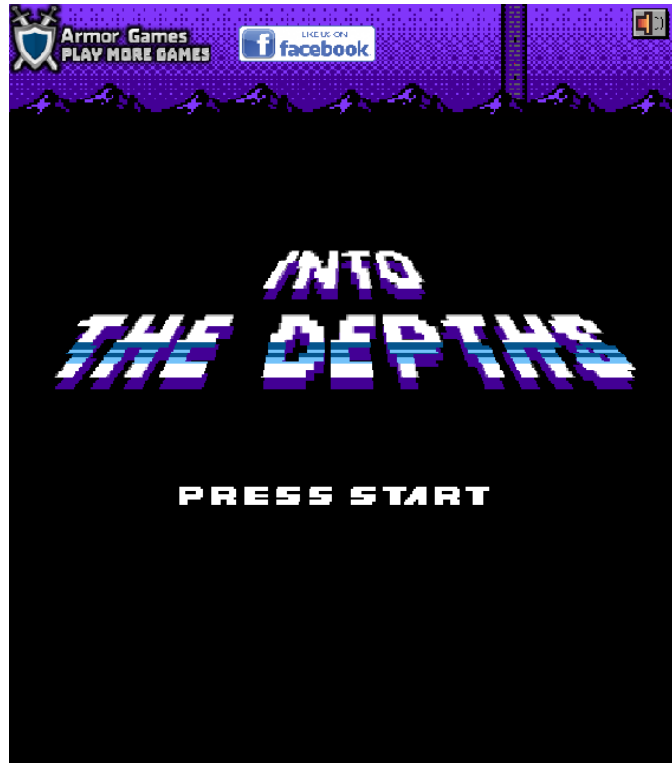 Armor Games
PLAY MORE GAMES
LIKE US ON
facebook
INTO
THE DEPTHS
PRESS START